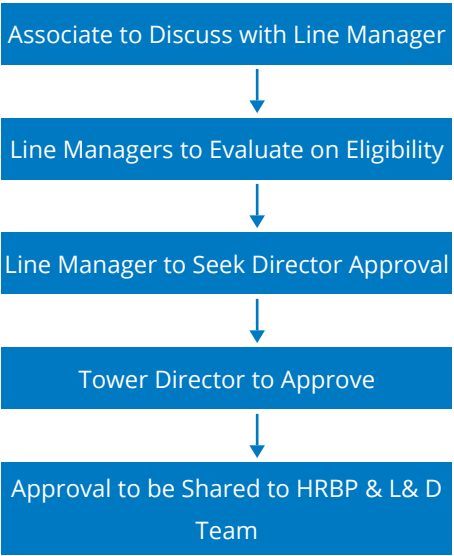 Associate to Discuss with Line Manager
Line Managers to Evaluate on Eligibility
Line Manager to Seek Director Approval
Tower Director to Approve
Approval to be Shared to HRBP & L& D
Team